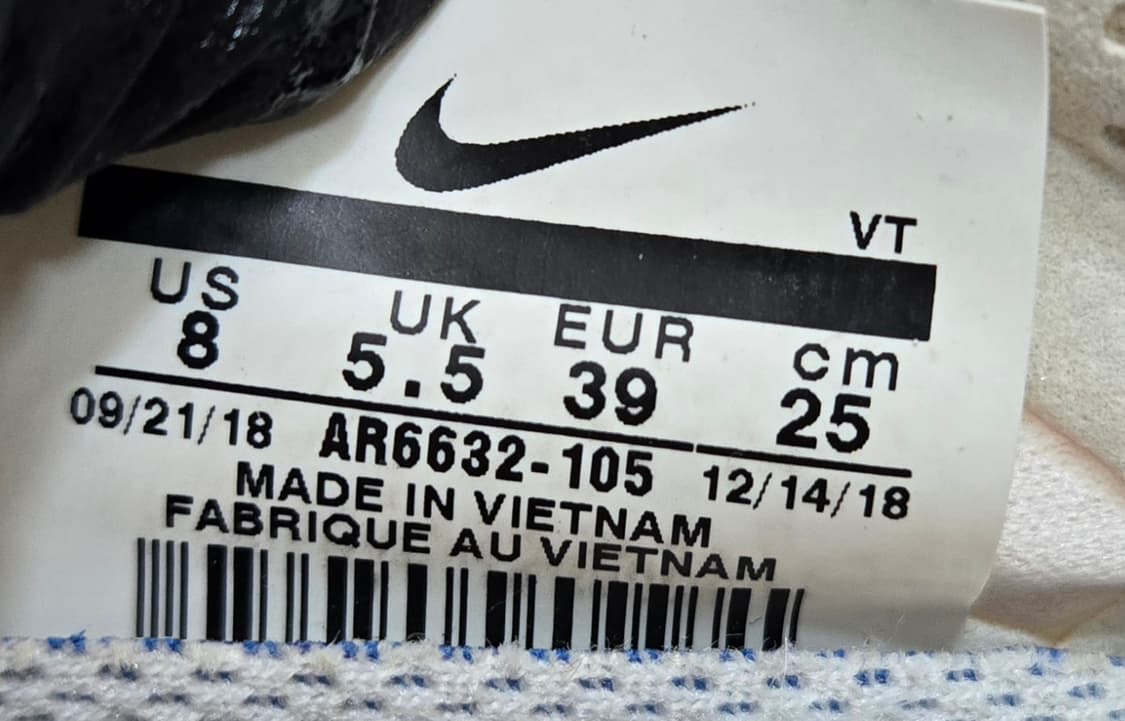 VT
US UK EUR cm
8 5.5 39 25
09/21/18 AR6632-105 12/14/18
MADE IN VIETNAM
FABRIQUE AU VIETNAM